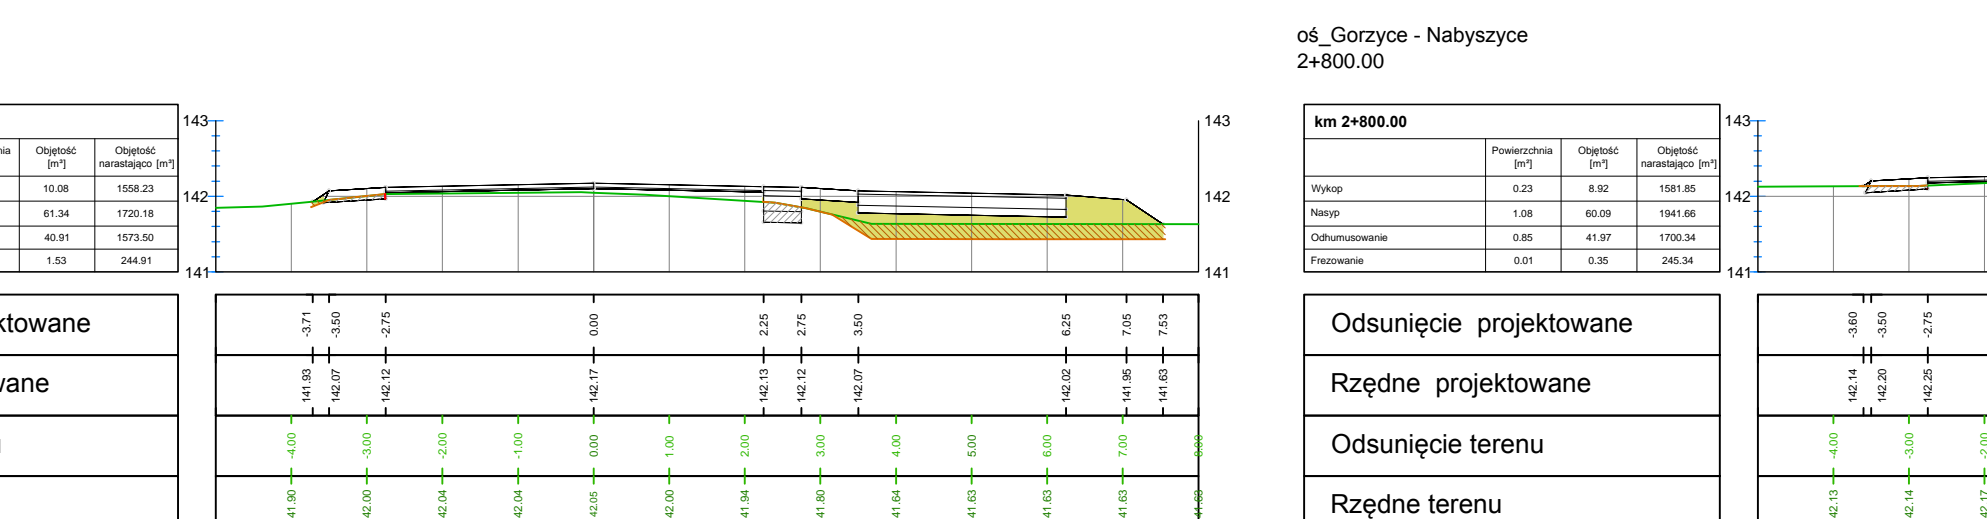 oś_Gorzyce - Nabyszyce
2+800.00
Objętość
[m³]
Objętość
narastająco [m³]
10.08 1558.23
61.34 1720.18
40.91 1573.50
1.53 244.91
143
142
141
143
142
141
-3.71 -3.50 -2.75 0.00 2.25 2.75 3.50 6.25 7.05 7.53
141.93 142.07 142.12 142.17 142.13 142.12 142.07 142.02 141.95 141.63
-4.00 -3.00 -2.00 -1.00 0.00 1.00 2.00 3.00 4.00 5.00 6.00 7.00 8.00
41.90 42.00 42.04 42.04 42.05 42.00 41.94 41.80 41.64 41.63 41.63 41.63
km 2+800.00
Powierzchnia
[m²]
Objętość
[m³]
Objętość
narastająco [m³]
Wykop 0.23 8.92 1581.85
Nasyp 1.08 60.09 1941.66
Odhumusowanie 0.85 41.97 1700.34
Frezowanie 0.01 0.35 245.34
Odsunięcie projektowane
Rzędne projektowane
Odsunięcie terenu
Rzędne terenu
143
142
141
-3.60 -3.50 -2.75
142.14 142.20 142.25
-4.00 -3.00 -2.00
42.13 42.14 42.17